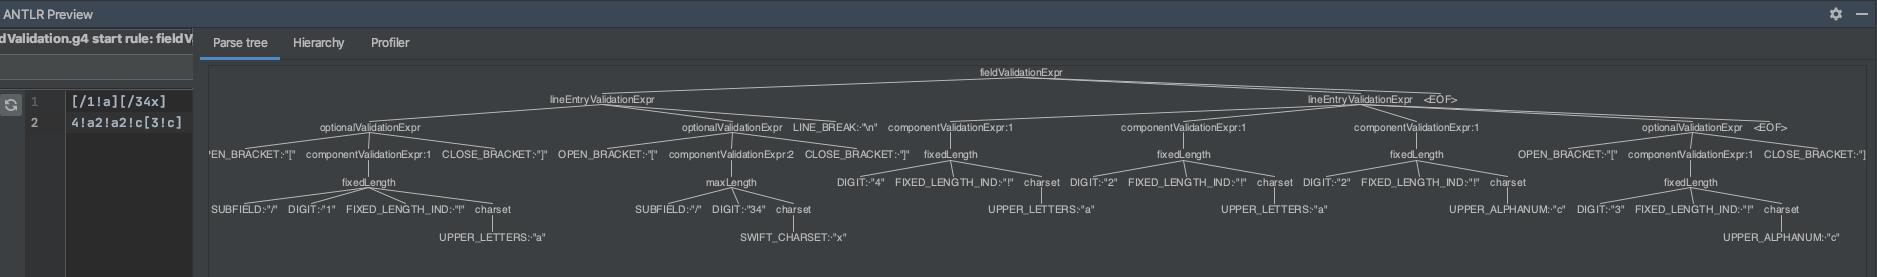 ANTLR Preview
dValidation.g4 start rule: fieldV
Parse tree Hierarchy Profiler
1 [/1!a][/34x]
2 4!a2!a2!c[3!c]
fieldValidationExpr
lineEntryValidationExpr lineEntryValidationExpr <EOF>
optionalValidationExpr optionalValidationExpr LINE_BREAK:"\n" componentValidationExpr:1 componentValidationExpr:1 componentValidationExpr:1 optionalValidationExpr <EOF>
PEN_BRACKET:"[" componentValidationExpr:1 CLOSE_BRACKET:"]" OPEN_BRACKET:"[" componentValidationExpr:2 CLOSE_BRACKET:"]" fixedLength fixedLength fixedLength OPEN_BRACKET:"[" componentValidationExpr:1 CLOSE_BRACKET:"]
fixedLength maxLength DIGIT:"4" FIXED_LENGTH_IND:"!" charset DIGIT:"2" FIXED_LENGTH_IND:"!" charset DIGIT:"2" FIXED_LENGTH_IND:"!" charset fixedLength
SUBFIELD:"/" DIGIT:"1" FIXED_LENGTH_IND:"!" charset SUBFIELD:"/" DIGIT:"34" charset UPPER_LETTERS:"a" UPPER_LETTERS:"a" UPPER_ALPHANUM:"c" DIGIT:"3" FIXED_LENGTH_IND:"!" charset
UPPER_LETTERS:"a" SWIFT_CHARSET:"x" UPPER_ALPHANUM:"c"